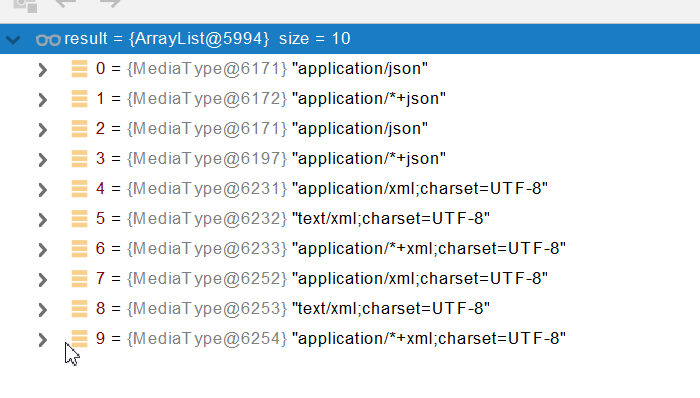 result = {ArrayList@5994} size = 10
0 = {MediaType@6171} "application/json"
1 = {MediaType@6172} "application/*+json"
2 = {MediaType@6171} "application/json"
3 = {MediaType@6197} "application/*+json"
4 = {MediaType@6231} "application/xml;charset=UTF-8"
5 = {MediaType@6232} "text/xml;charset=UTF-8"
6 = {MediaType@6233} "application/*+xml;charset=UTF-8"
7 = {MediaType@6252} "application/xml;charset=UTF-8"
8 = {MediaType@6253} "text/xml;charset=UTF-8"
9 = {MediaType@6254} "application/*+xml;charset=UTF-8"